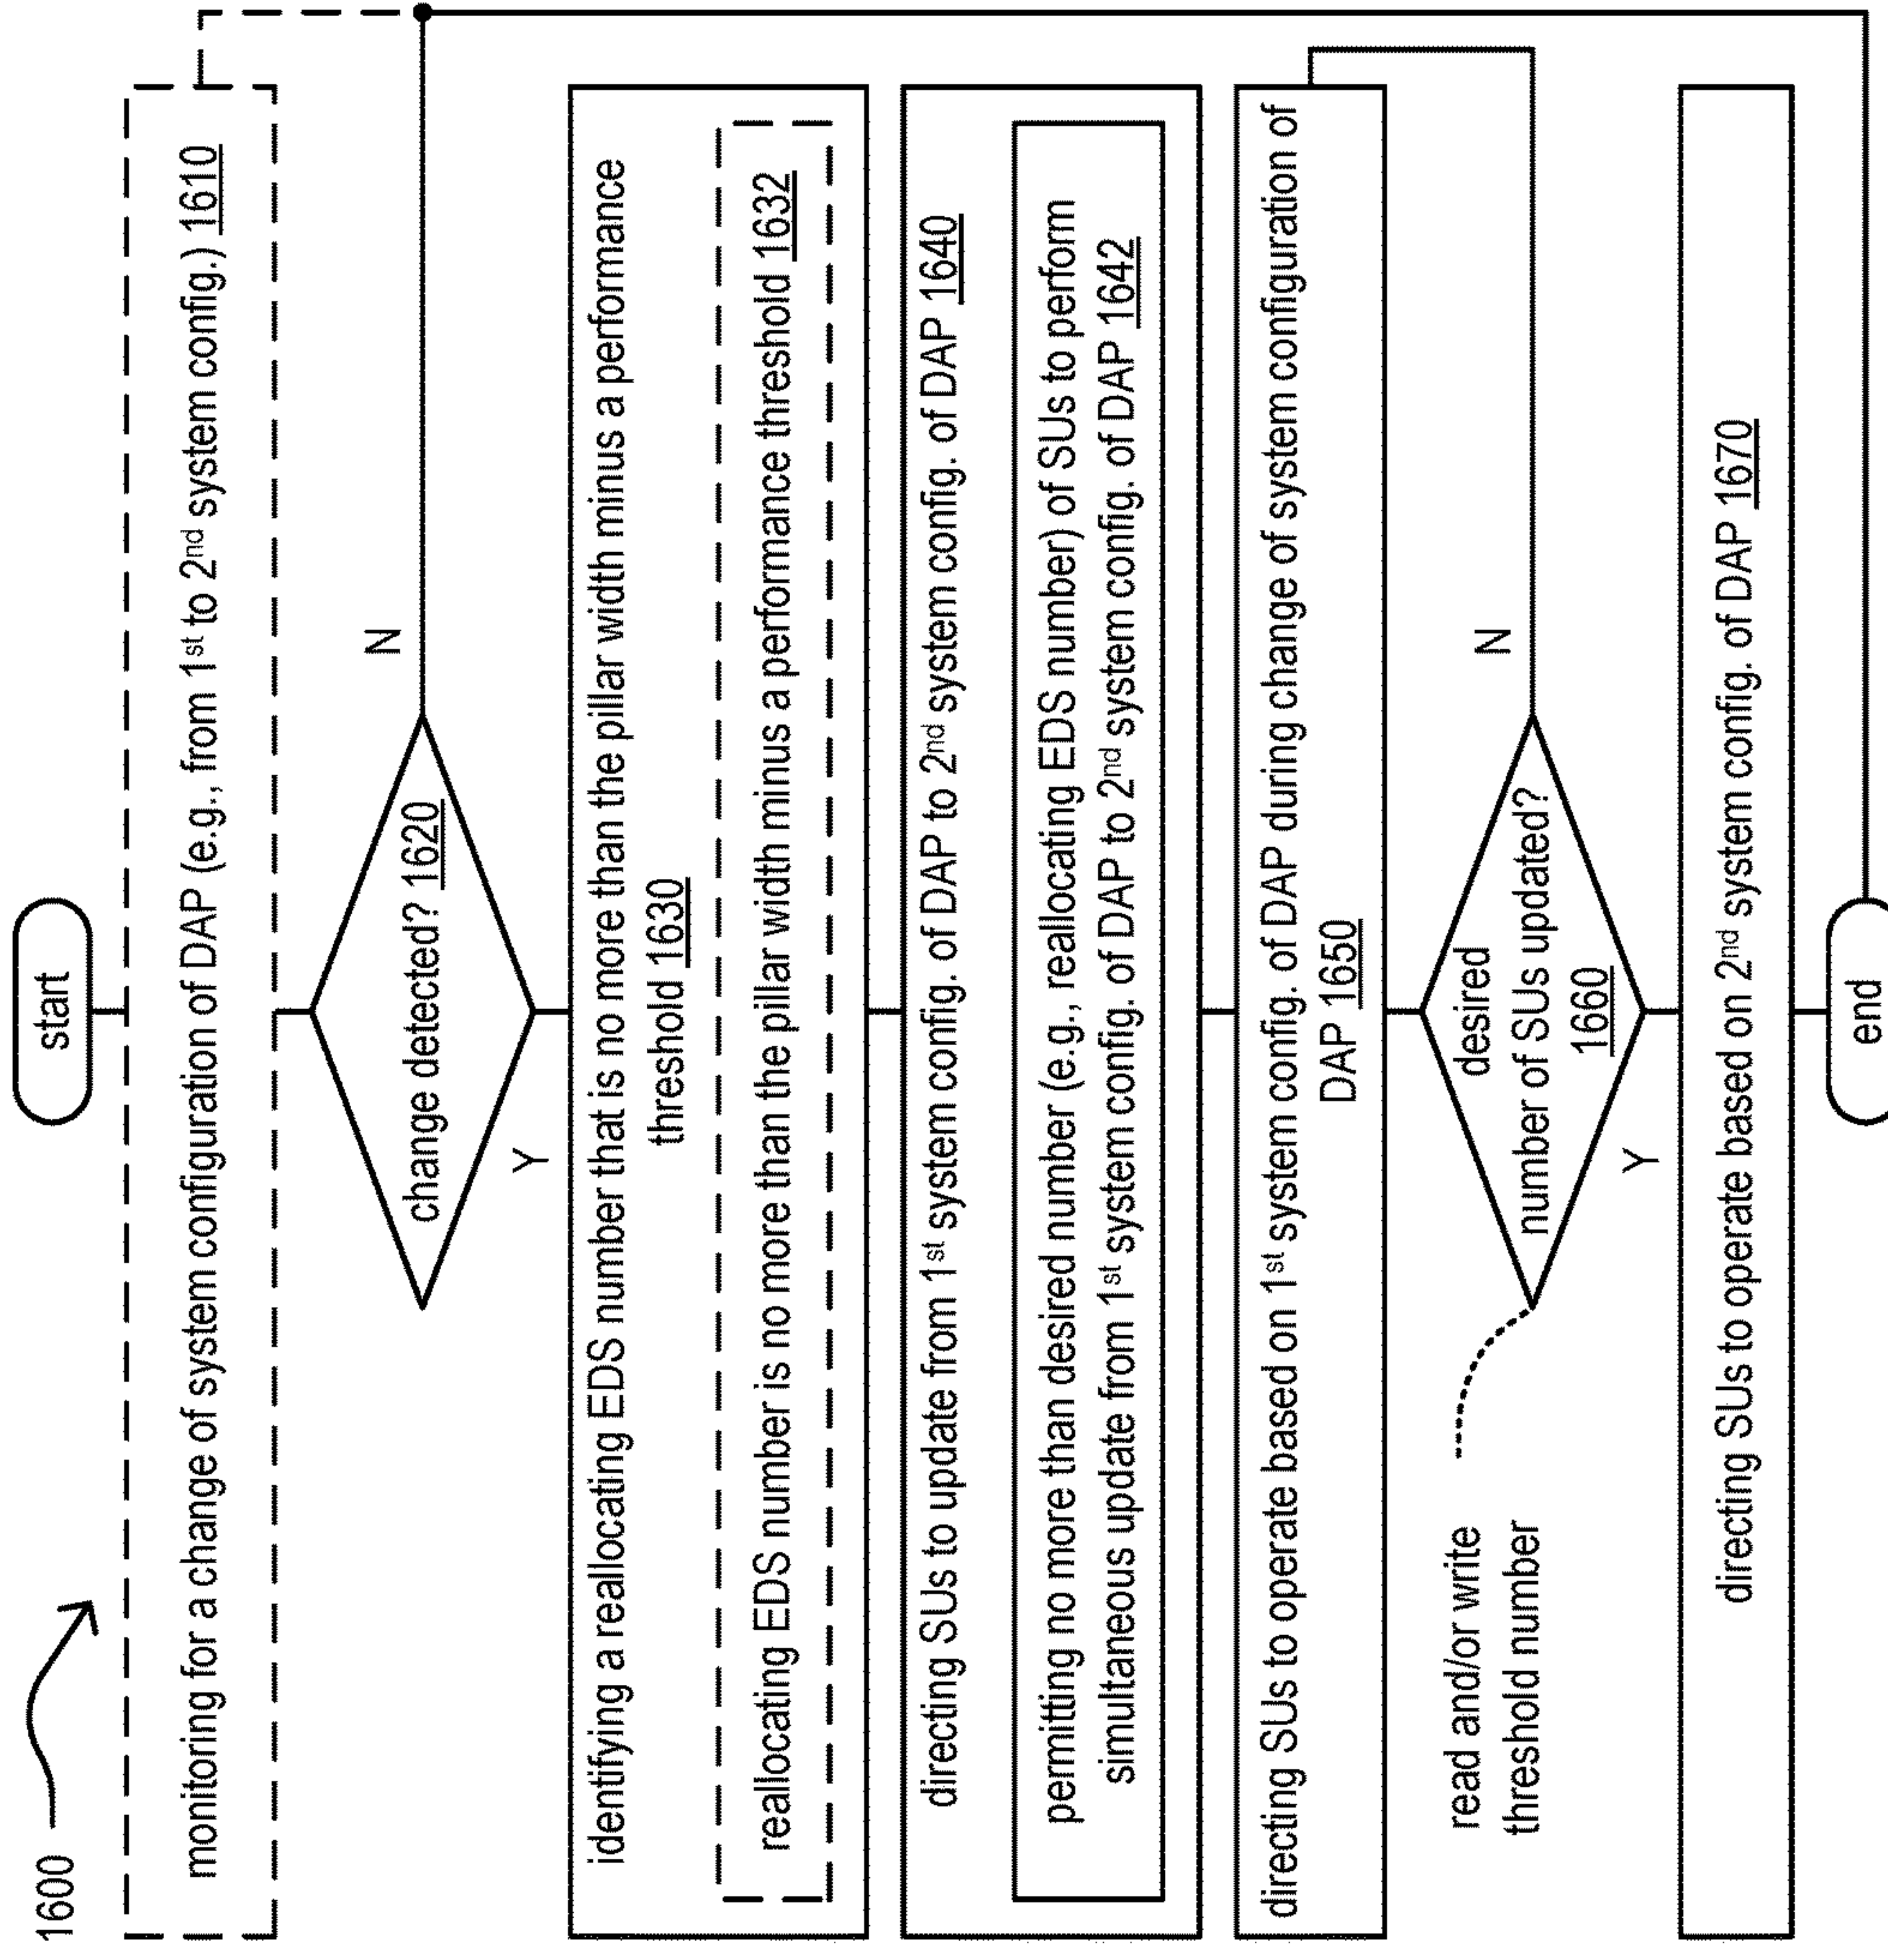 1600
start
monitoring for a change of system configuration of DAP (e.g., from 1st to 2nd system config.) 1610
change detected? 1620
N
Y
identifying a reallocating EDS number that is no more than the pillar width minus a performance
threshold 1630
reallocating EDS number is no more than the pillar width minus a performance threshold 1632
directing SUs to update from 1st system config. of DAP to 2nd system config. of DAP 1640
permitting no more than desired number (e.g., reallocating EDS number) of SUs to perform
simultaneous update from 1st system config. of DAP to 2nd system config. of DAP 1642
directing SUs to operate based on 1st system config. of DAP during change of system configuration of
DAP 1650
read and/or write
threshold number
desired
number of SUs updated?
1660
N
Y
directing SUs to operate based on 2nd system config. of DAP 1670
end